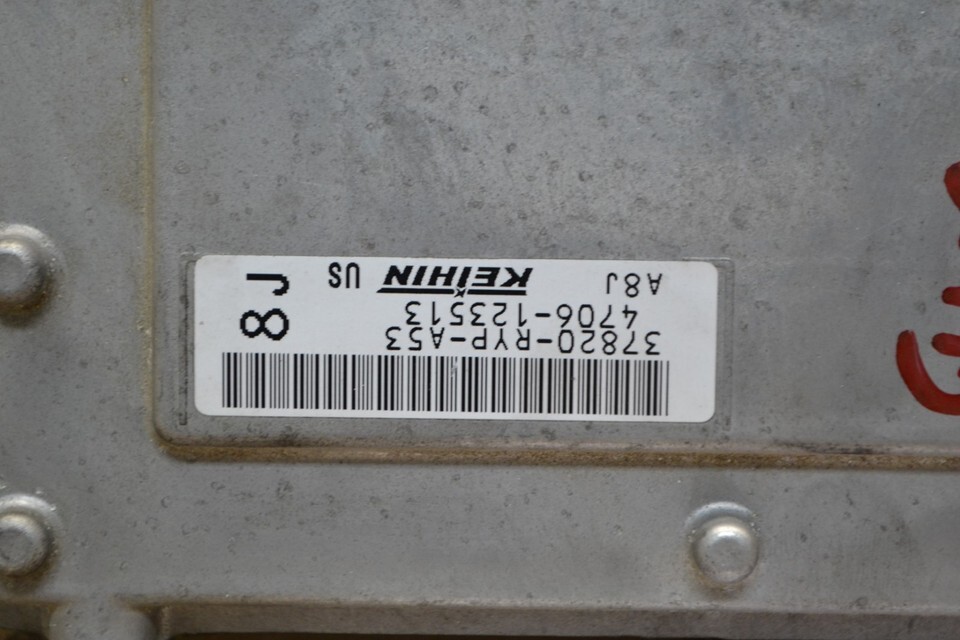 37820-RYP-A53
4706-123513
A8J KEIHIN US
8J